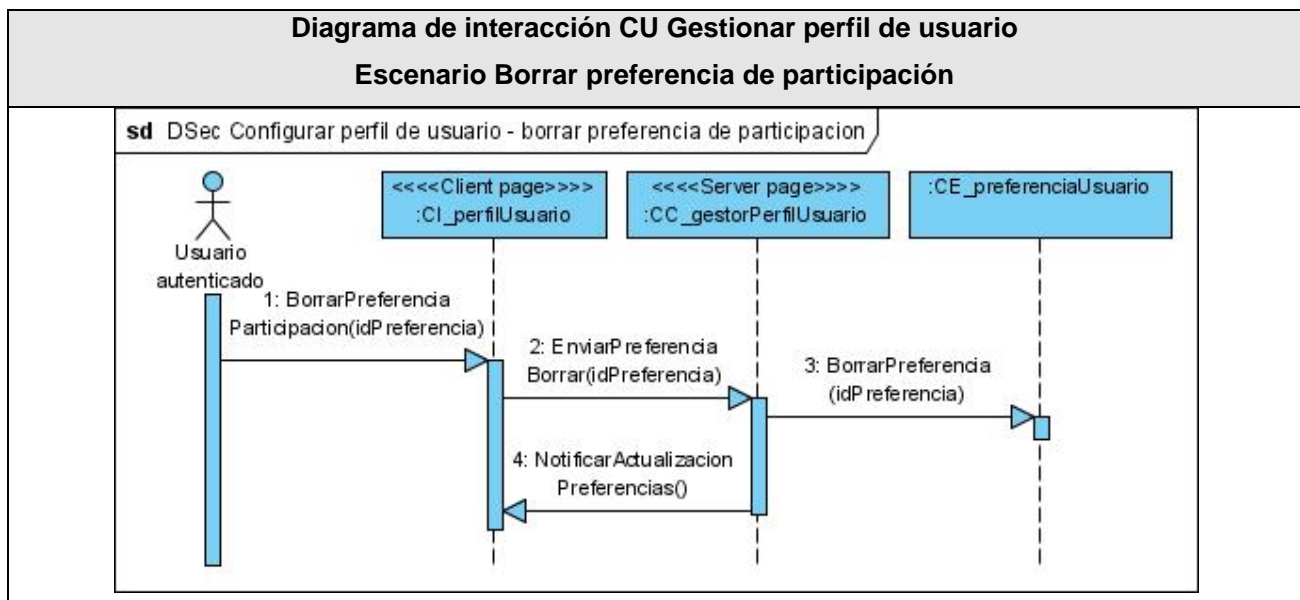 Diagrama de interacción CU Gestionar perfil de usuario
Escenario Borrar preferencia de participación
sd DSec Configurar perfil de usuario - borrar preferencia de participacion
<<<<Client page>>>>
:CI_perfilUsuario
<<<<Server page>>>>
:CC_gestorPerfilUsuario
:CE_preferenciaUsuario
Usuario
autenticado
1: BorrarPreferencia
Participacion(idPreferencia)
2: EnviarPreferencia
Borrar(idPreferencia)
3: BorrarPreferencia
(idPreferencia)
4: NotificarActualizacion
Preferencias()